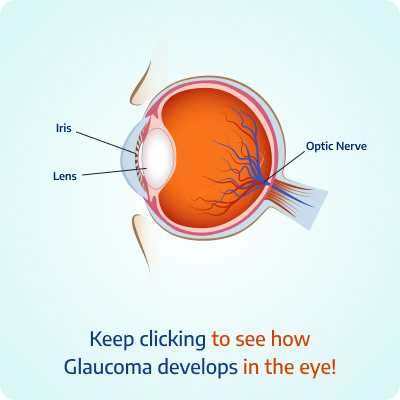 Iris
Optic Nerve
Lens
Keep clicking to see how
Glaucoma develops in the eye!